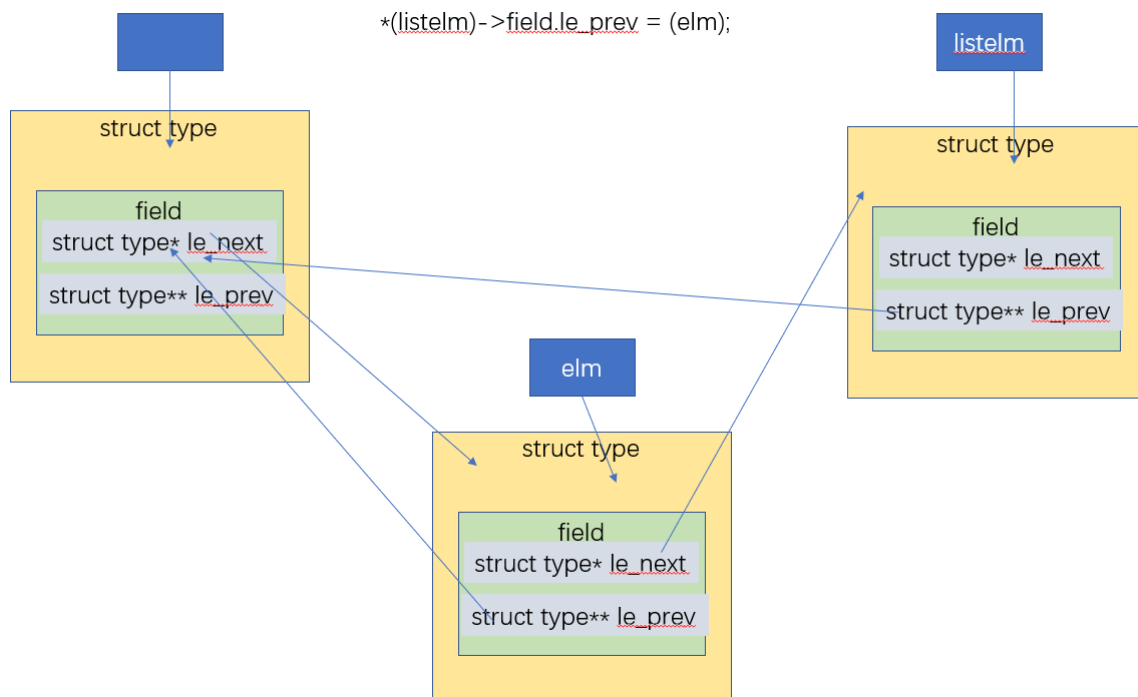 *(listelm)->field.le_prev = (elm);
listelm
struct type
field
struct type* le_next
struct type** le_prev
struct type
field
struct type* le_next
struct type** le_prev
elm
struct type
field
struct type* le_next
struct type** le_prev